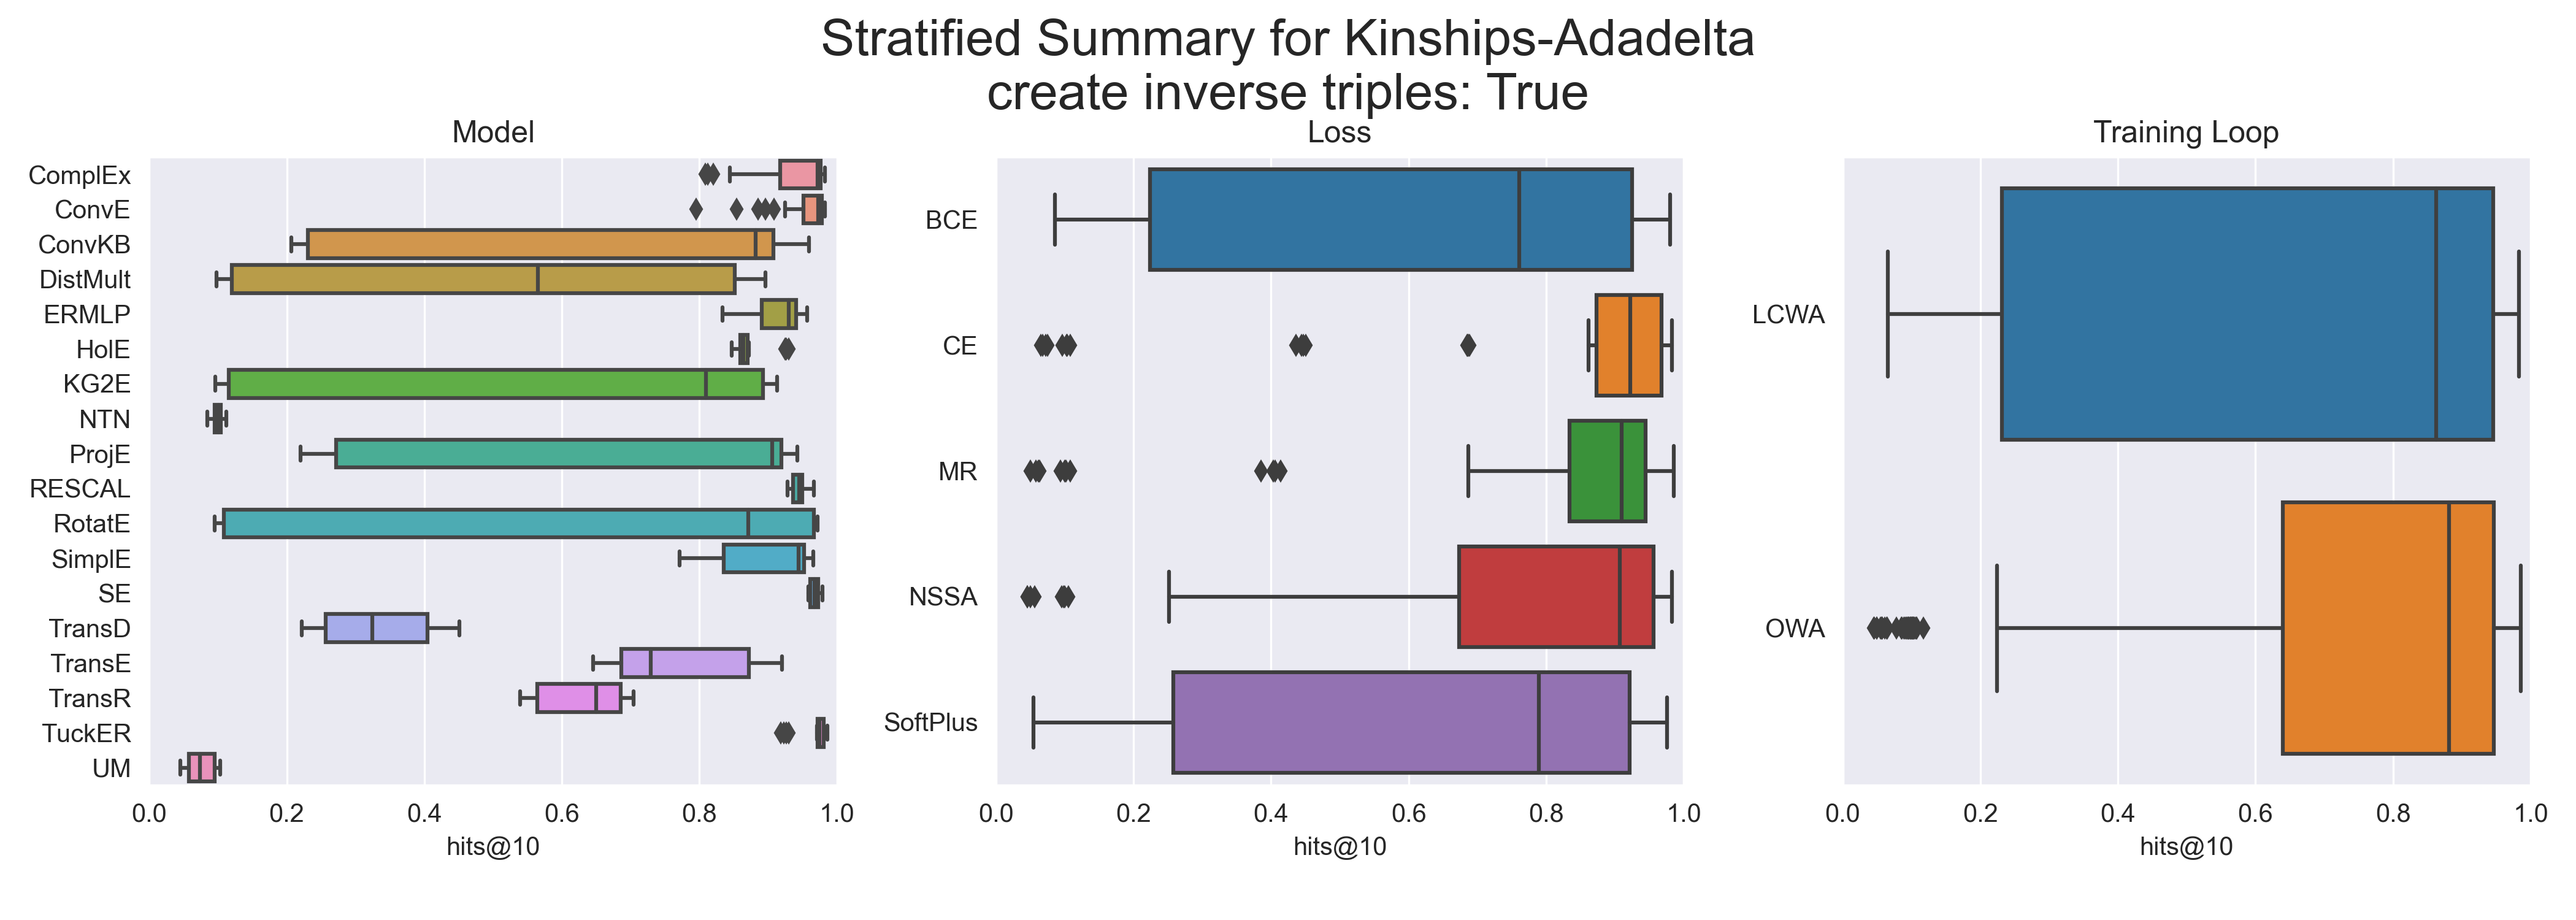 Stratified Summary for Kinships-Adadelta
create inverse triples: True
Model
ComplEx
ConvE
ConvKB
DistMult
ERMLP
HolE
KG2E
NTN
ProjE
RESCAL
RotatE
SimplE
SE
TransD
TransE
TransR
TuckER
UM
0.0 0.2 0.4 0.6 0.8 1.0
hits@10
Loss
BCE
CE
MR
NSSA
SoftPlus
0.0 0.2 0.4 0.6 0.8 1.0
hits@10
Training Loop
LCWA
OWA
0.0 0.2 0.4 0.6 0.8 1.0
hits@10